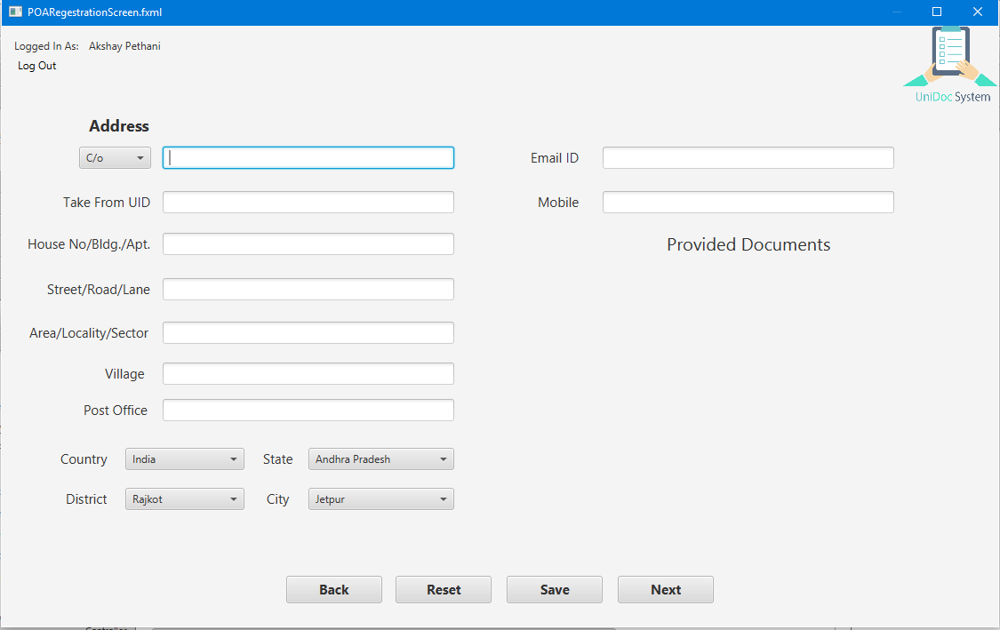 POARegestrationScreen.fxml
Logged In As: Akshay Pethani
Log Out
UniDoc System
Address
C/o
Email ID
Take From UID
Mobile
House No/Bldg./Apt.
Provided Documents
Street/Road/Lane
Area/Locality/Sector
Village
Post Office
Country India State Andhra Pradesh
District Rajkot City Jetpur
Back Reset Save Next